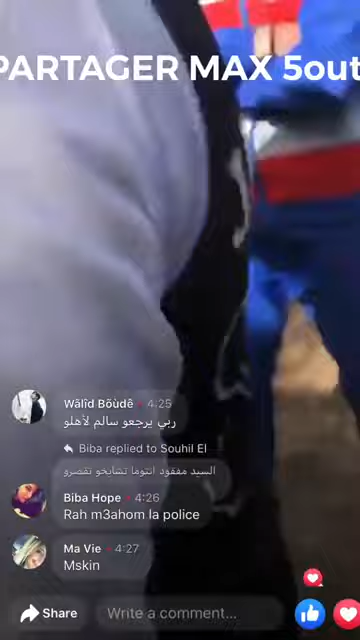 PARTAGER MAX 5out
Wâlîd Bõùdê • 4:25
ربي يرجعو سالم لأهلو
Biba replied to Souhil El
السيد مفقود انتوما تشايخو تقصرو
Biba Hope • 4:26
Rah m3ahom la police
Ma Vie • 4:27
Mskin
Share
Write a comment...